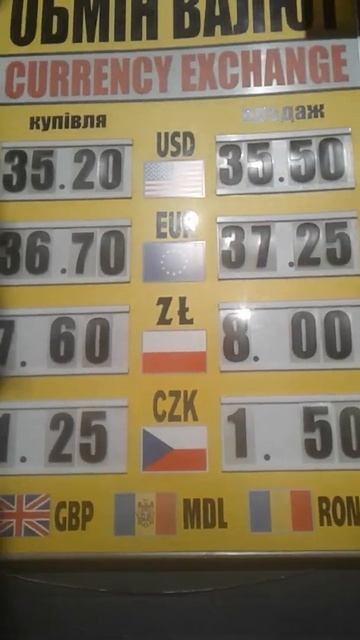 ОБМІН ВАЛЮТ
CURRENCY EXCHANGE
купівля продаж
35.20 USD 35.50
36.70 EUR 37.25
7.60 ZŁ 8.00
1.25 CZK 1.50
GBP MDL RON